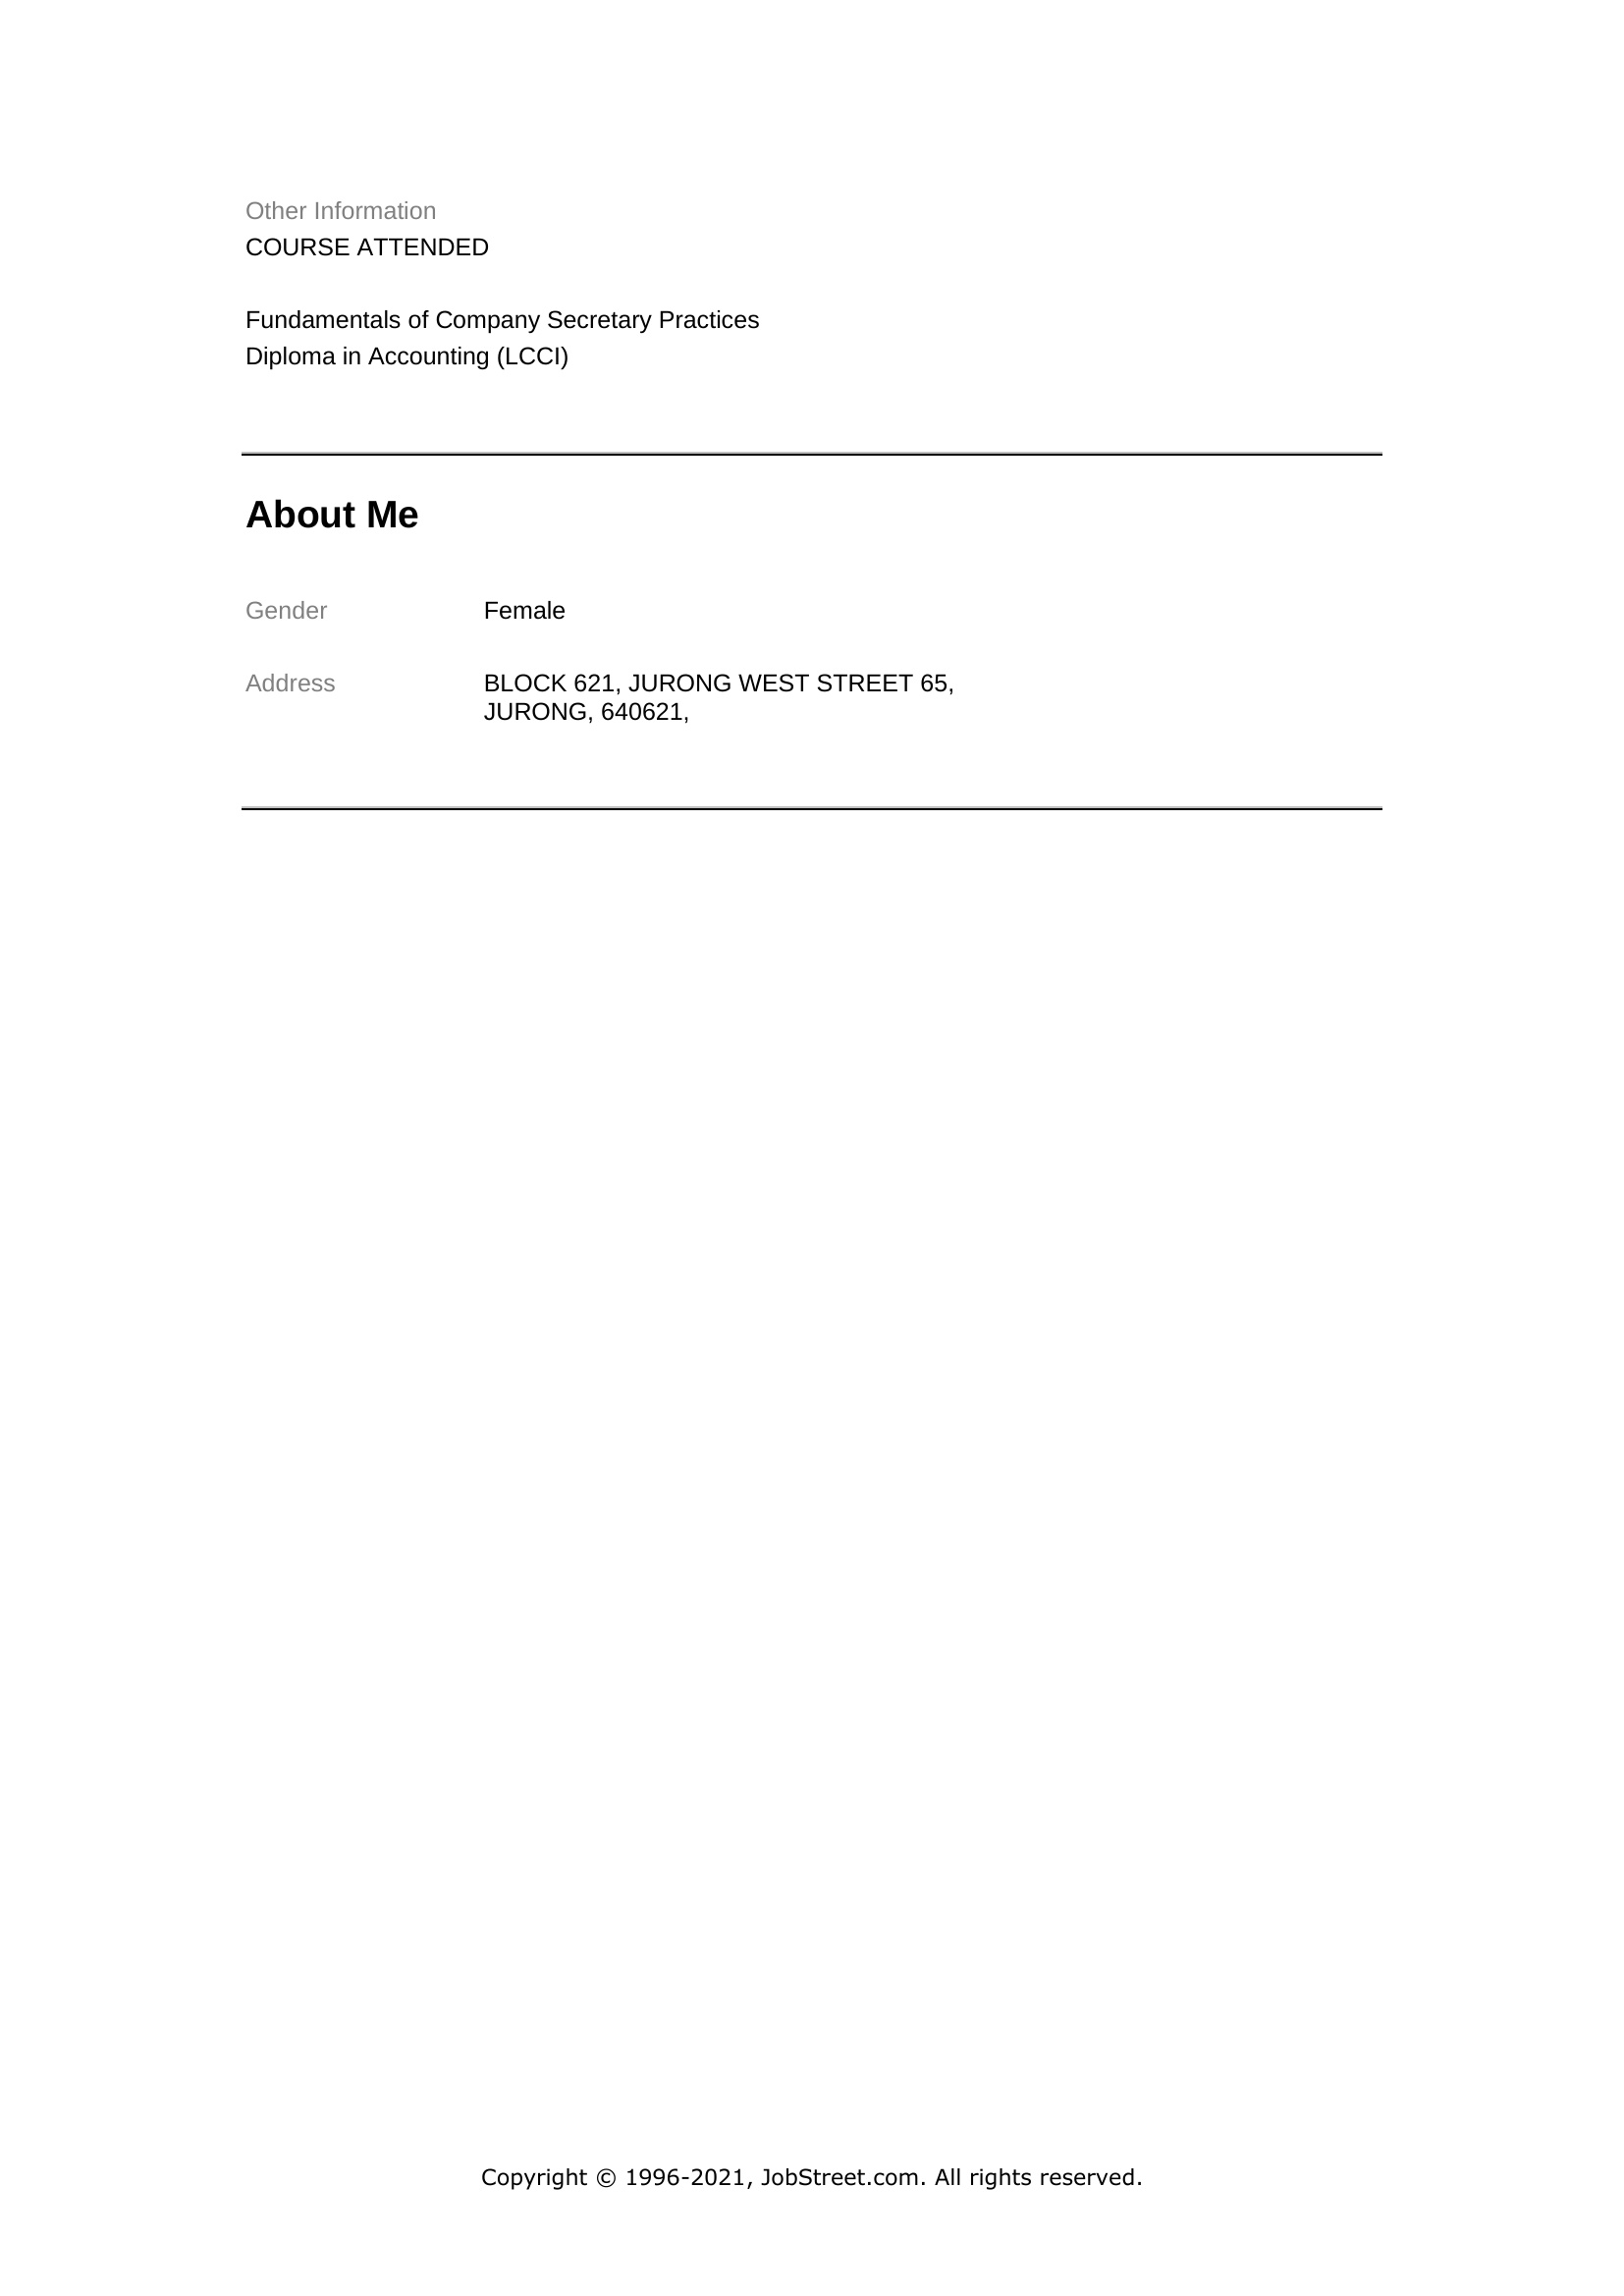 Other Information
COURSE ATTENDED
Fundamentals of Company Secretary Practices
Diploma in Accounting (LCCI)
About Me
Gender Female
Address BLOCK 621, JURONG WEST STREET 65,
JURONG, 640621,
Copyright © 1996-2021, JobStreet.com. All rights reserved.